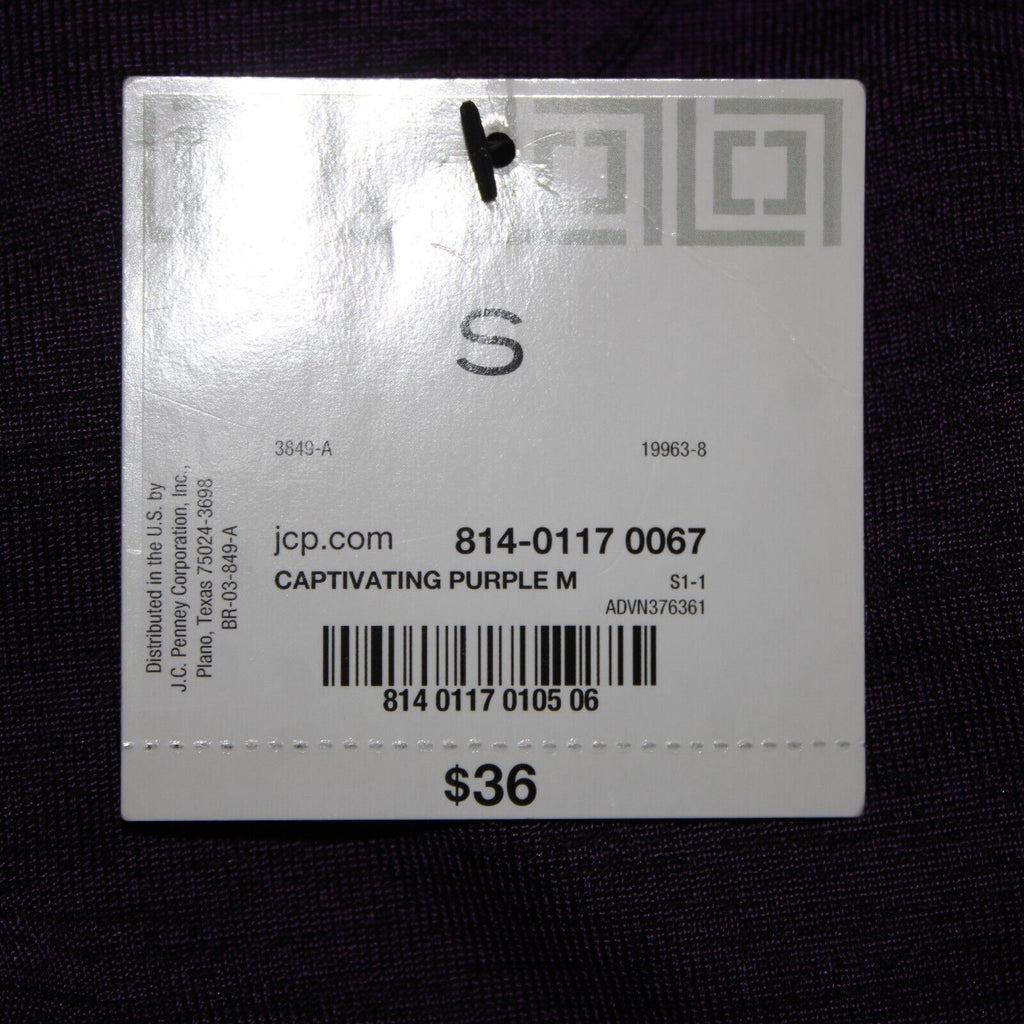 S
3849-A 19963-8
jcp.com 814-0117 0067
CAPTIVATING PURPLE M S1-1
ADVN376361
814 0117 0105 06
$36
Distributed in the U.S. by
J.C. Penney Corporation, Inc.,
Plano, Texas 75024-3698
BR-03-849-A